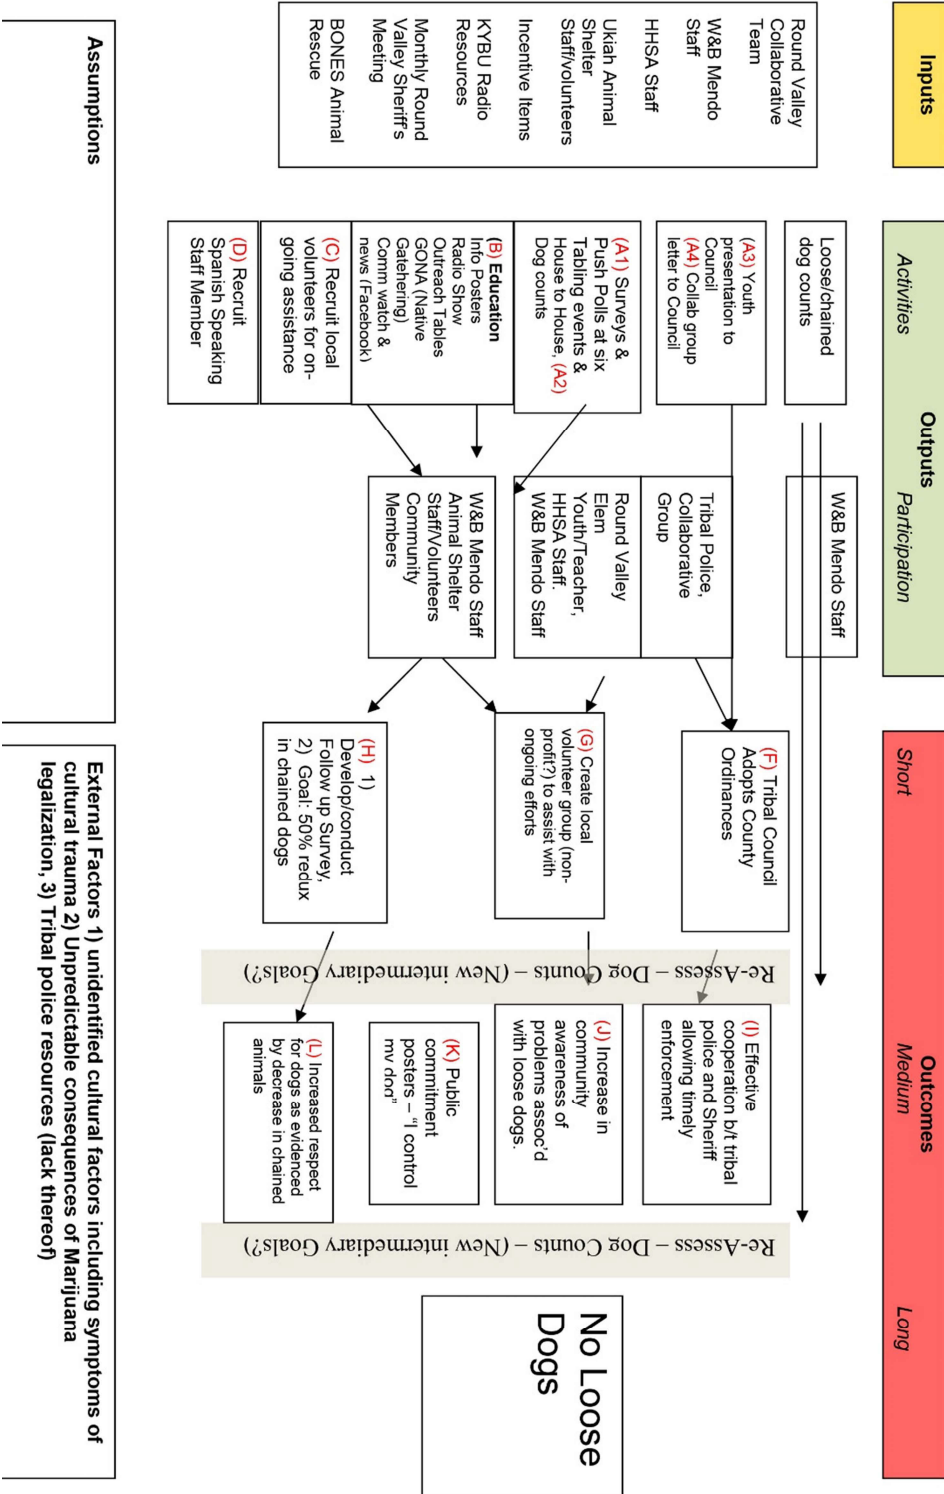 Inputs
Outputs
Activities
Participation
Outcomes
Short
Medium
Long
Round Valley
Collaborative
Team
W&B Mendo
Staff
HHSA Staff
Ukiah Animal
Shelter
Staff/volunteers
Incentive Items
KYBU Radio
Resources
Monthly Round
Valley Sheriff's
Meeting
BONES Animal
Rescue
Loose/chained
dog counts
(A3) Youth
presentation to
Council
(A4) Collab group
letter to Council
(A1) Surveys &
Push Polls at six
Tabling events &
House to House, (A2)
Dog counts
(B) Education
Info Posters
Radio Show
Outreach Tables
GONA (Native
Gatehering)
Comm watch &
news (Facebook)
(C) Recruit local
volunteers for on-
going assistance
(D) Recruit
Spanish Speaking
Staff Member
W&B Mendo Staff
Tribal Police,
Collaborative
Group
Round Valley
Elem
Youth/Teacher,
HHSA Staff.
W&B Mendo Staff
W&B Mendo Staff
Animal Shelter
Staff/Volunteers
Community
Members
(F) Tribal Council
Adopts County
Ordinances
(G) Create local
volunteer group (non-
profit?) to assist with
ongoing efforts
(H) 1)
Develop/conduct
Follow up Survey,
2) Goal: 50% redux
in chained dogs
Re-Assess – Dog Counts – (New intermediary Goals?)
(I) Effective
cooperation b/t tribal
police and Sheriff
allowing timely
enforcement
(J) Increase in
community
awareness of
problems assoc'd
with loose dogs.
(K) Public
commitment
posters – "I control
my dog"
(L) Increased respect
for dogs as evidenced
by decrease in chained
animals
Re-Assess – Dog Counts – (New intermediary Goals?)
No Loose
Dogs
Assumptions
External Factors 1) unidentified cultural factors including symptoms of
cultural trauma 2) Unpredictable consequences of Marijuana
legalization, 3) Tribal police resources (lack thereof)